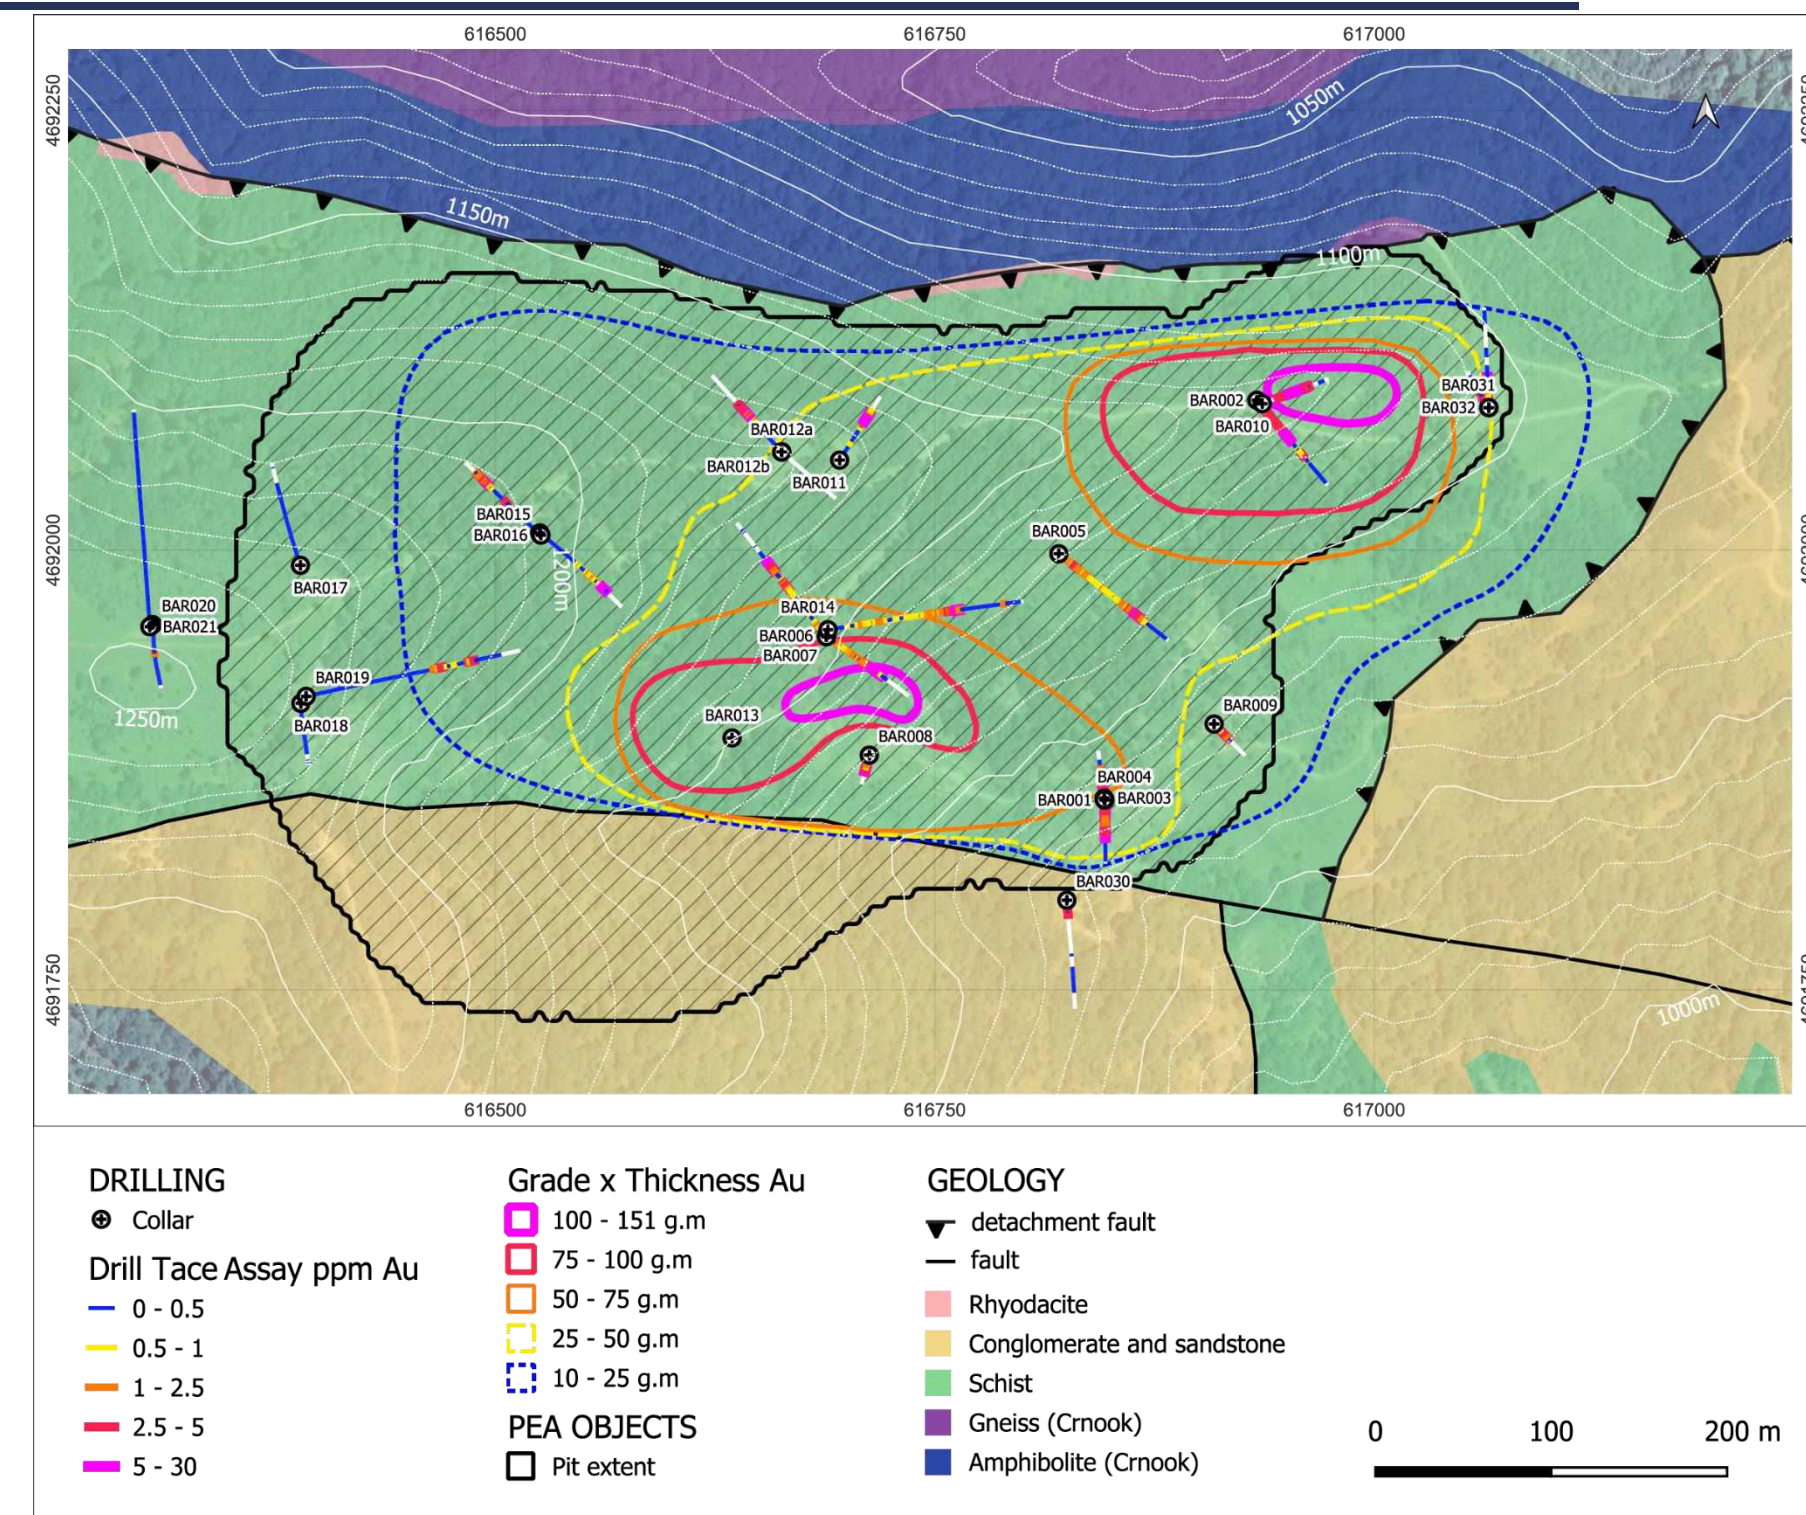 616500 616750 617000
4692250
4692000
4691750
1050m
1150m
1100m
BAR031
BAR002
BAR032
BAR010
BAR012a
BAR012b
BAR011
BAR015
BAR016
BAR005
200m
BAR017
BAR020
BAR021
BAR014
BAR006
BAR007
BAR019
BAR018
1250m
BAR013
BAR008
BAR009
BAR004
BAR001
BAR003
BAR030
1000m
616500 616750 617000
DRILLING
Collar
Drill Tace Assay ppm Au
0 - 0.5
0.5 - 1
1 - 2.5
2.5 - 5
5 - 30
Grade x Thickness Au
100 - 151 g.m
75 - 100 g.m
50 - 75 g.m
25 - 50 g.m
10 - 25 g.m
PEA OBJECTS
Pit extent
GEOLOGY
detachment fault
fault
Rhyodacite
Conglomerate and sandstone
Schist
Gneiss (Crnook)
Amphibolite (Crnook)
0 100 200 m